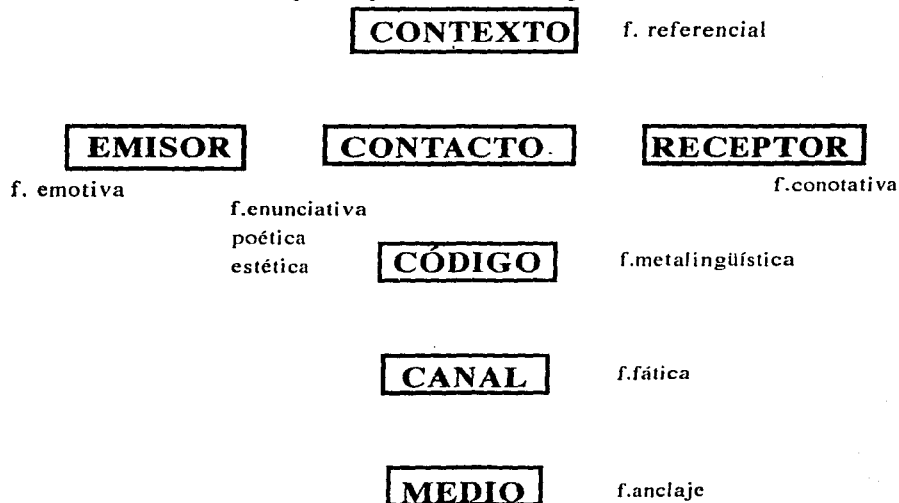 CONTEXTO f. referencial
EMISOR CONTACTO. RECEPTOR
f. emotiva f.conotativa
f.enunciativa
poética
estética CÓDIGO f.metalingüística
CANAL f.fática
MEDIO f.anclaje